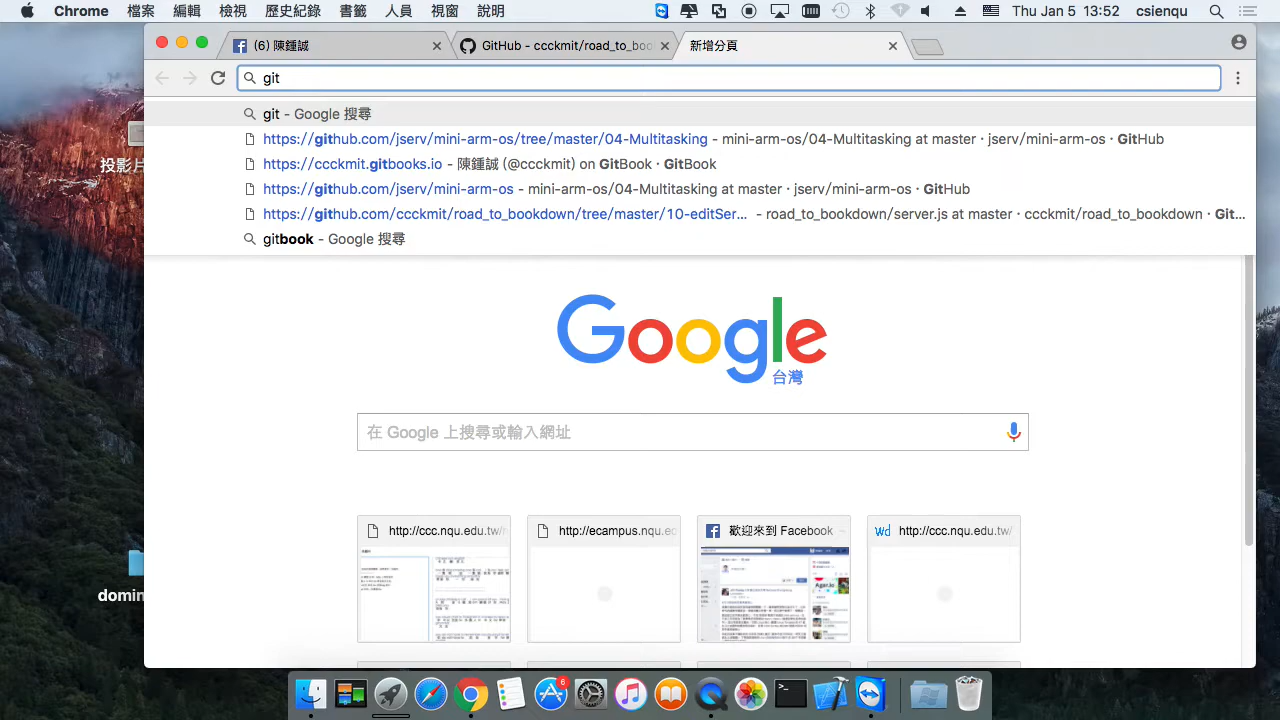 Chrome 檔案 編輯 檢視 歷史紀錄 書籤 人員 視窗 說明 Thu Jan 5 13:52 csienqu
(6) 陳鍾誠
GitHub - ccckmit/road_to_boo
新增分頁
git
git - Google 搜尋
https://github.com/jserv/mini-arm-os/tree/master/04-Multitasking - mini-arm-os/04-Multitasking at master · jserv/mini-arm-os · GitHub
https://ccckmit.gitbooks.io - 陳鍾誠 (@ccckmit) on GitBook · GitBook
https://github.com/jserv/mini-arm-os - mini-arm-os/04-Multitasking at master · jserv/mini-arm-os · GitHub
https://github.com/ccckmit/road_to_bookdown/tree/master/10-editSer... - road_to_bookdown/server.js at master · ccckmit/road_to_bookdown · Git...
gitbook - Google 搜尋
投影片
Google
台灣
在 Google 上搜尋或輸入網址
http://ccc.nqu.edu.tw/
http://ecampus.nqu.ed
歡迎來到 Facebook
Wd
http://ccc.nqu.edu.tw/
Agar.io
domin
6